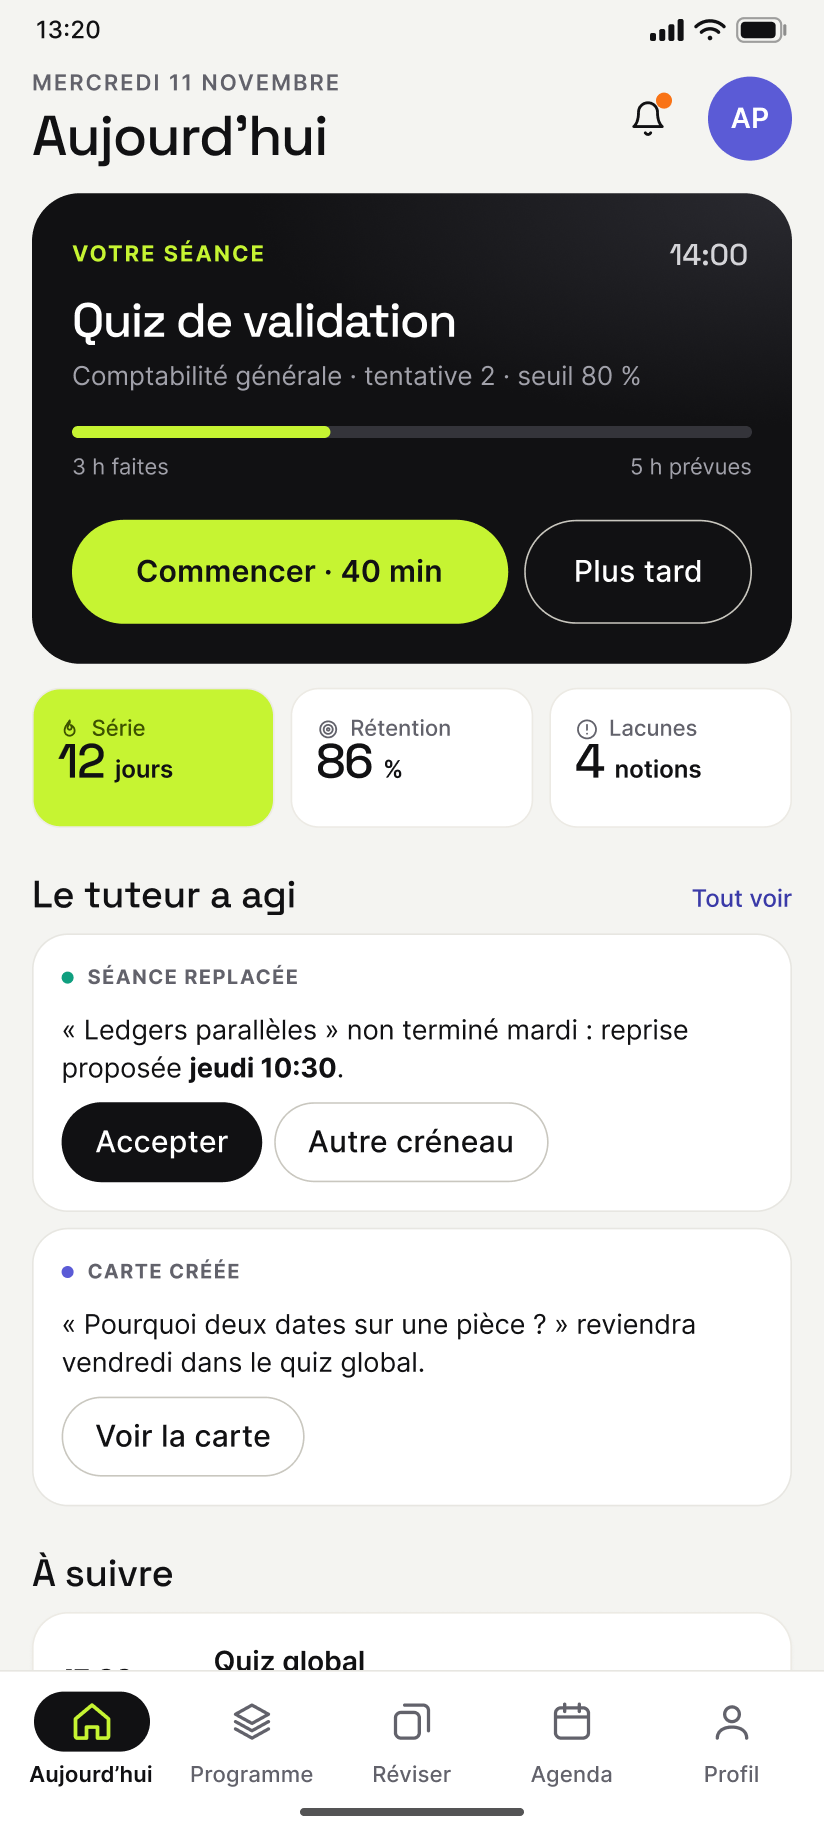 13:20
MERCREDI 11 NOVEMBRE
Aujourd’hui
AP
VOTRE SÉANCE
14:00
Quiz de validation
Comptabilité générale · tentative 2 · seuil 80 %
3 h faites
5 h prévues
Commencer · 40 min
Plus tard
Série
12 jours
Rétention
86 %
Lacunes
4 notions
Le tuteur a agi
Tout voir
SÉANCE REPLACÉE
« Ledgers parallèles » non terminé mardi : reprise
proposée jeudi 10:30.
Accepter
Autre créneau
CARTE CRÉÉE
« Pourquoi deux dates sur une pièce ? » reviendra
vendredi dans le quiz global.
Voir la carte
À suivre
Quiz global
Aujourd’hui
Programme
Réviser
Agenda
Profil